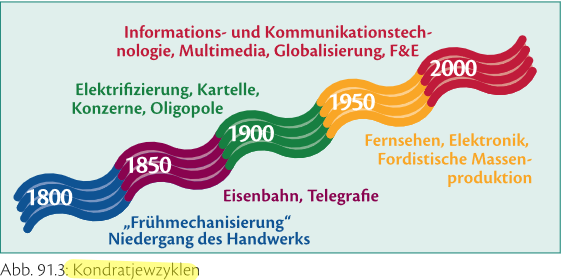 Informations- und Kommunikationstech-
nologie, Multimedia, Globalisierung, F&E
2000
Elektrifizierung, Kartelle,
Konzerne, Oligopole
1950
1900
Fernsehen, Elektronik,
Fordistische Massen-
produktion
1850
Eisenbahn, Telegrafie
1800
„Frühmechanisierung“
Niedergang des Handwerks
Abb. 91.3: Kondratjewzyklen